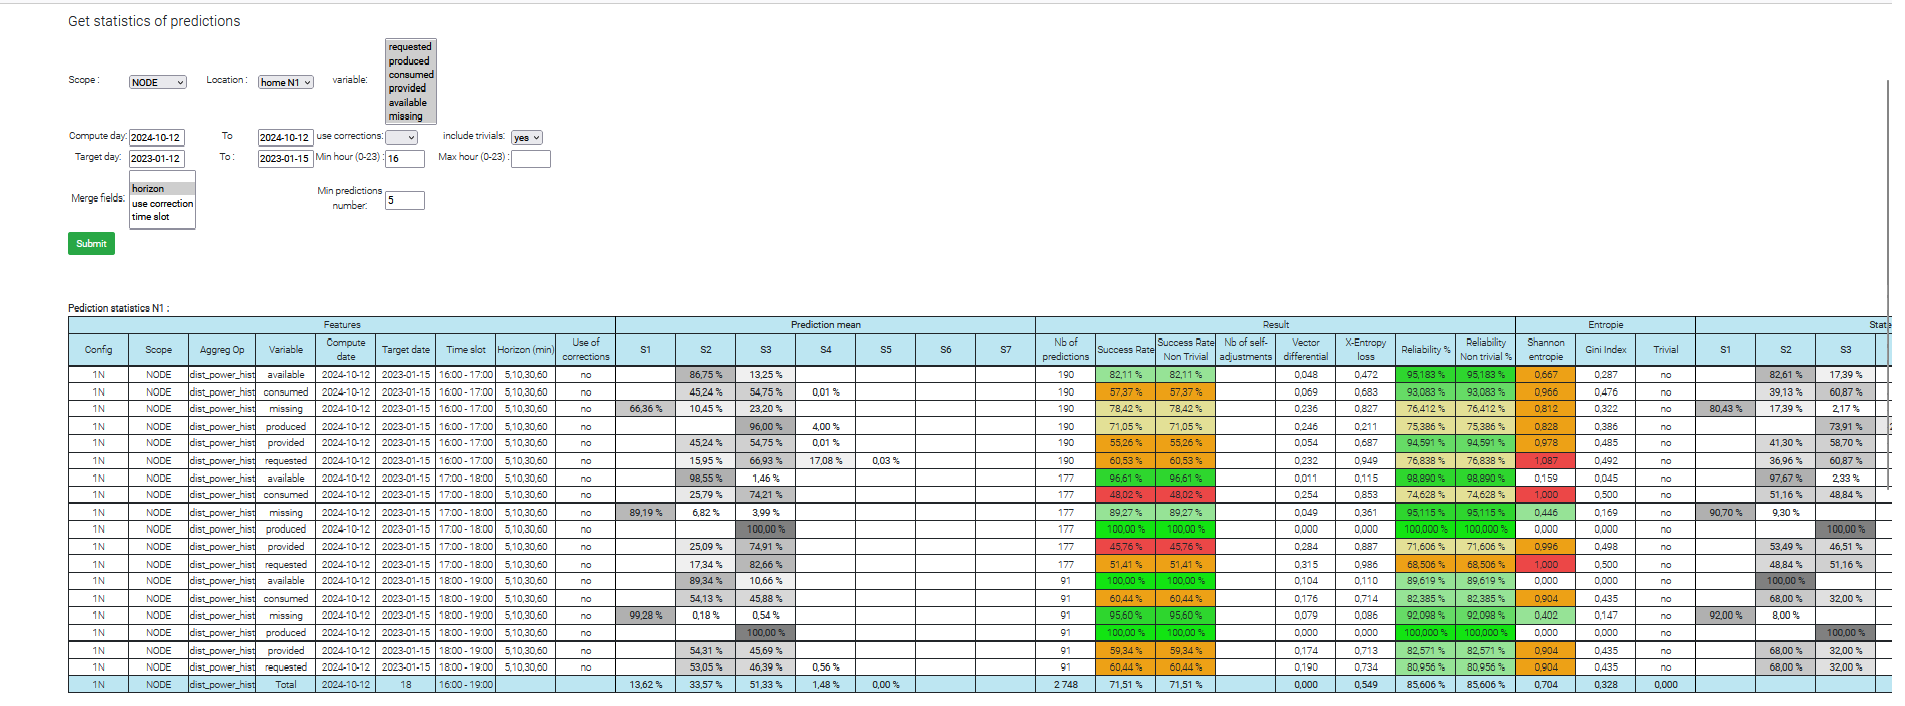 Get statistics of predictions
Scope : NODE Location : home N1 variable: requested produced consumed provided available missing
Compute day: 2024-10-12 To 2024-10-12 use corrections: include trivials: yes
Target day: 2023-01-12 To : 2023-01-15 Min hour (0-23) : 16 Max hour (0-23) :
Merge fields: horizon use correction time slot Min predictions number: 5
Submit
Pediction statistics N1 :
Features Prediction mean Result Entropie State
Config Scope Aggreg Op Variable Compute date Target date Time slot Horizon (min) Use of corrections S1 S2 S3 S4 S5 S6 S7 Nb of predictions Success Rate Success Rate Non Trivial Nb of self-adjustments Vector differential X-Entropy loss Reliability % Reliability Non trivial % Shannon entropie Gini Index Trivial S1 S2 S3
1N NODE dist_power_hist available 2024-10-12 2023-01-15 16:00 - 17:00 5,10,30,60 no 86,75 % 13,25 % 190 82,11 % 82,11 % 0,048 0,472 95,183 % 95,183 % 0,667 0,287 no 82,61 % 17,39 %
1N NODE dist_power_hist consumed 2024-10-12 2023-01-15 16:00 - 17:00 5,10,30,60 no 45,24 % 54,75 % 0,01 % 190 57,37 % 57,37 % 0,069 0,683 93,083 % 93,083 % 0,966 0,476 no 39,13 % 60,87 %
1N NODE dist_power_hist missing 2024-10-12 2023-01-15 16:00 - 17:00 5,10,30,60 no 66,36 % 10,45 % 23,20 % 190 78,42 % 78,42 % 0,236 0,827 76,412 % 76,412 % 0,812 0,322 no 80,43 % 17,39 % 2,17 %
1N NODE dist_power_hist produced 2024-10-12 2023-01-15 16:00 - 17:00 5,10,30,60 no 96,00 % 4,00 % 190 71,05 % 71,05 % 0,246 0,211 75,386 % 75,386 % 0,828 0,386 no 73,91 %
1N NODE dist_power_hist provided 2024-10-12 2023-01-15 16:00 - 17:00 5,10,30,60 no 45,24 % 54,75 % 0,01 % 190 55,26 % 55,26 % 0,054 0,687 94,591 % 94,591 % 0,978 0,485 no 41,30 % 58,70 %
1N NODE dist_power_hist requested 2024-10-12 2023-01-15 16:00 - 17:00 5,10,30,60 no 15,95 % 66,93 % 17,08 % 0,03 % 190 60,53 % 60,53 % 0,232 0,949 76,838 % 76,838 % 1,087 0,492 no 36,96 % 60,87 %
1N NODE dist_power_hist available 2024-10-12 2023-01-15 17:00 - 18:00 5,10,30,60 no 98,55 % 1,46 % 177 96,61 % 96,61 % 0,011 0,115 98,890 % 98,890 % 0,159 0,045 no 97,67 % 2,33 %
1N NODE dist_power_hist consumed 2024-10-12 2023-01-15 17:00 - 18:00 5,10,30,60 no 25,79 % 74,21 % 177 48,02 % 48,02 % 0,254 0,853 74,628 % 74,628 % 1,000 0,500 no 51,16 % 48,84 %
1N NODE dist_power_hist missing 2024-10-12 2023-01-15 17:00 - 18:00 5,10,30,60 no 89,19 % 6,82 % 3,99 % 177 89,27 % 89,27 % 0,049 0,361 95,115 % 95,115 % 0,446 0,169 no 90,70 % 9,30 %
1N NODE dist_power_hist produced 2024-10-12 2023-01-15 17:00 - 18:00 5,10,30,60 no 100,00 % 177 100,00 % 100,00 % 0,000 0,000 100,000 % 100,000 % 0,000 0,000 no 100,00 %
1N NODE dist_power_hist provided 2024-10-12 2023-01-15 17:00 - 18:00 5,10,30,60 no 25,09 % 74,91 % 177 45,76 % 45,76 % 0,284 0,887 71,606 % 71,606 % 0,996 0,498 no 53,49 % 46,51 %
1N NODE dist_power_hist requested 2024-10-12 2023-01-15 17:00 - 18:00 5,10,30,60 no 17,34 % 82,66 % 177 51,41 % 51,41 % 0,315 0,986 68,506 % 68,506 % 1,000 0,500 no 48,84 % 51,16 %
1N NODE dist_power_hist available 2024-10-12 2023-01-15 18:00 - 19:00 5,10,30,60 no 89,34 % 10,66 % 91 100,00 % 100,00 % 0,104 0,110 89,619 % 89,619 % 0,000 0,000 no 100,00 %
1N NODE dist_power_hist consumed 2024-10-12 2023-01-15 18:00 - 19:00 5,10,30,60 no 54,13 % 45,88 % 91 60,44 % 60,44 % 0,176 0,714 82,385 % 82,385 % 0,904 0,435 no 68,00 % 32,00 %
1N NODE dist_power_hist missing 2024-10-12 2023-01-15 18:00 - 19:00 5,10,30,60 no 99,28 % 0,18 % 0,54 % 91 95,60 % 95,60 % 0,079 0,086 92,098 % 92,098 % 0,402 0,147 no 92,00 % 8,00 %
1N NODE dist_power_hist produced 2024-10-12 2023-01-15 18:00 - 19:00 5,10,30,60 no 100,00 % 91 100,00 % 100,00 % 0,000 0,000 100,000 % 100,000 % 0,000 0,000 no 100,00 %
1N NODE dist_power_hist provided 2024-10-12 2023-01-15 18:00 - 19:00 5,10,30,60 no 54,31 % 45,69 % 91 59,34 % 59,34 % 0,174 0,713 82,571 % 82,571 % 0,904 0,435 no 68,00 % 32,00 %
1N NODE dist_power_hist requested 2024-10-12 2023-01-15 18:00 - 19:00 5,10,30,60 no 53,05 % 46,39 % 0,56 % 91 60,44 % 60,44 % 0,190 0,734 80,956 % 80,956 % 0,904 0,435 no 68,00 % 32,00 %
1N NODE dist_power_hist Total 2024-10-12 18 16:00 - 19:00 13,62 % 33,57 % 51,33 % 1,48 % 0,00 % 2 748 71,51 % 71,51 % 0,000 0,549 85,606 % 85,606 % 0,704 0,328 0,000